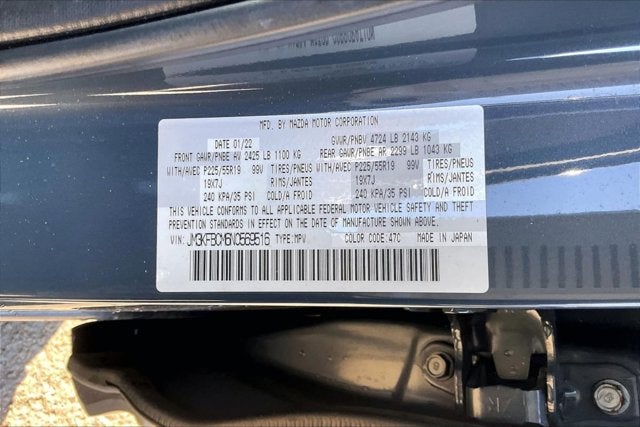 MFD. BY MAZDA MOTOR CORPORATION
DATE 01/22 GVWR/PNBV 4724 LB 2143 KG
FRONT GAWR/PNBE AV 2425 LB 1100 KG REAR GAWR/PNBE AR 2299 LB 1043 KG
WITH/AVEC P225/55R19 99V TIRES/PNEUS WITH/AVEC P225/55R19 99V TIRES/PNEUS
19X7J RIMS/JANTES 19X7J RIMS/JANTES
240 KPA/35 PSI COLD/A FROID 240 KPA/35 PSI COLD/A FROID
THIS VEHICLE CONFORMS TO ALL APPLICABLE FEDERAL MOTOR VEHICLE SAFETY AND THEFT
PREVENTION STANDARDS IN EFFECT ON THE DATE OF MANUFACTURE SHOWN ABOVE.
VIN: JM3KFBCM6N0569516 TYPE: MPV COLOR CODE: 47C MADE IN JAPAN